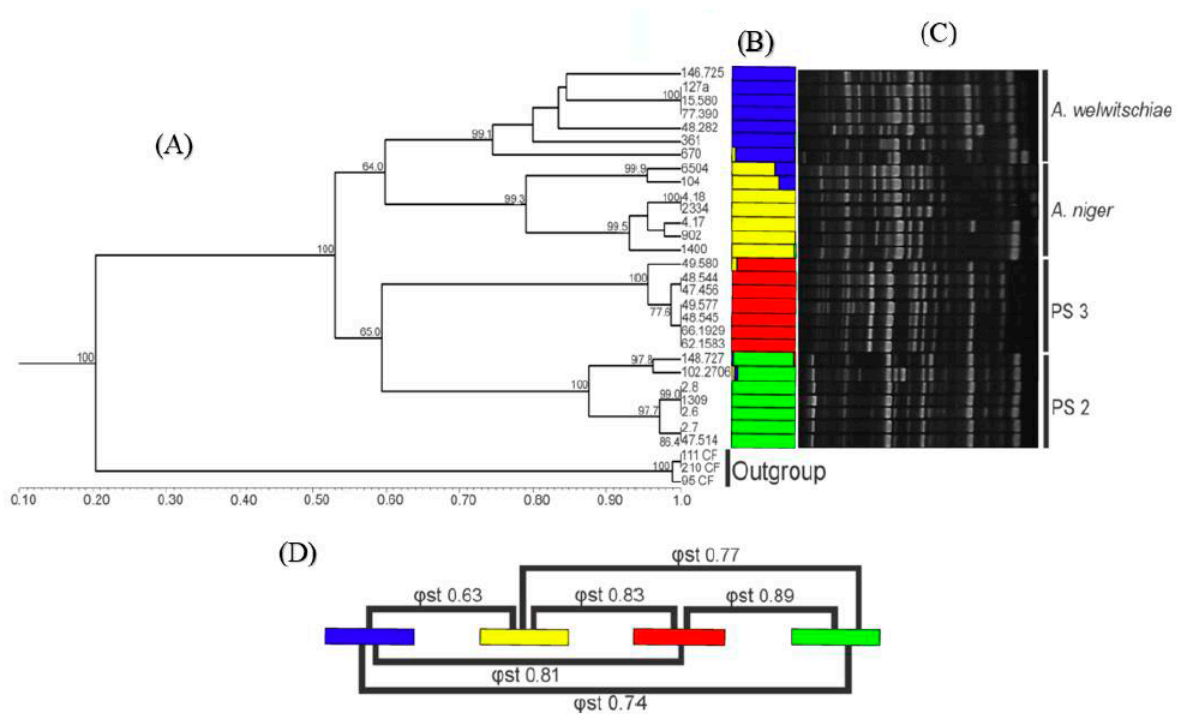 (A)
(B)
(C)
146.725
127a
100
15.580
77.390
48.282
99.1
361
670
64.0
6504
99.9
104
99.3
4.18
100
2334
4.17
99.5
902
1400
100
49.580
100
48.544
47.456
49.577
77.6
48.545
66.1929
62.1583
65.0
148.727
97.8
102.2706
100
2.8
99.0
1309
97.7
2.6
2.7
86.4
47.514
100
111 CF
100
210 CF
95 CF
A. welwitschiae
A. niger
PS 3
PS 2
Outgroup
0.10 0.20 0.30 0.40 0.50 0.60 0.70 0.80 0.90 1.0
(D)
φst 0.77
φst 0.63
φst 0.83
φst 0.89
φst 0.81
φst 0.74